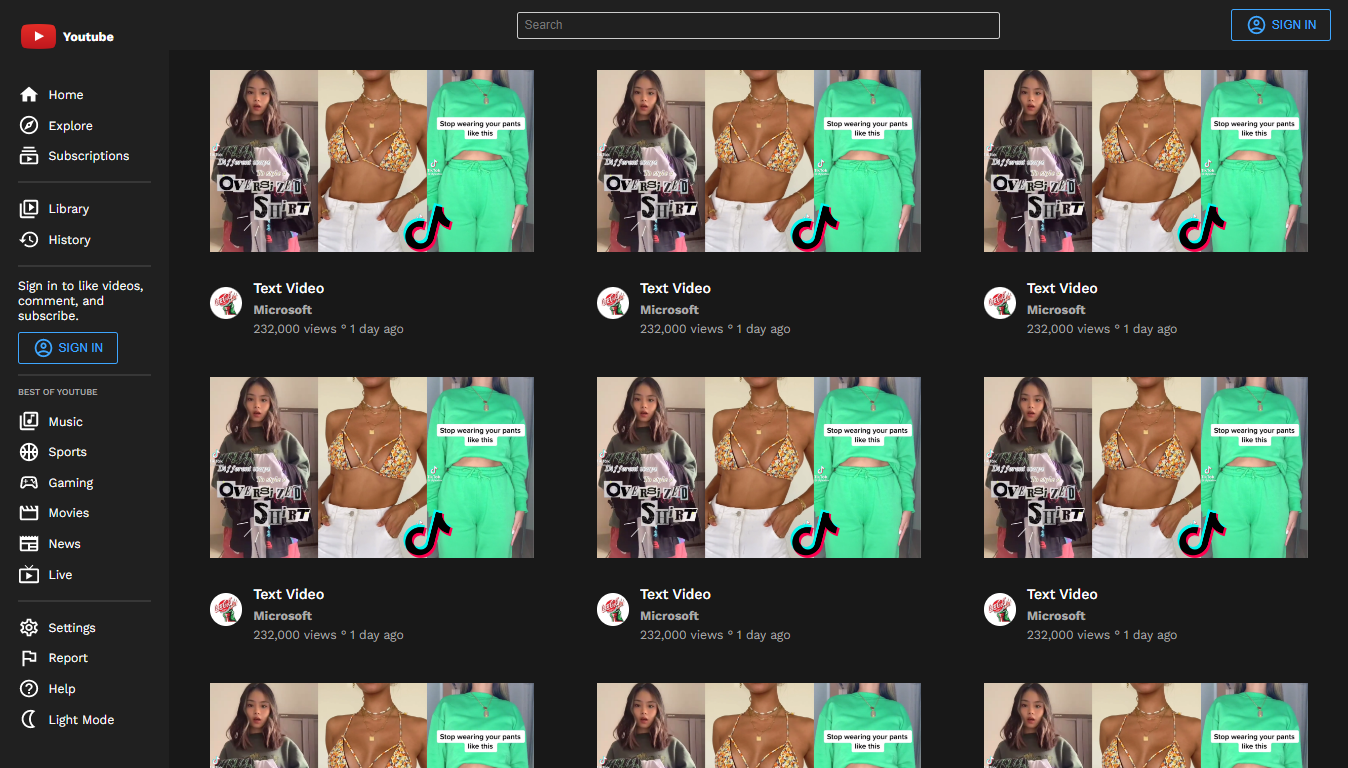 Youtube
Search
SIGN IN
Home
Explore
Subscriptions
Library
History
Sign in to like videos,
comment, and
subscribe.
SIGN IN
BEST OF YOUTUBE
Music
Sports
Gaming
Movies
News
Live
Settings
Report
Help
Light Mode
Different ways
To style
OVERSIZED
SHIRT
Stop wearing your pants
like this
Different ways
To style
OVERSIZED
SHIRT
Stop wearing your pants
like this
Different ways
To style
OVERSIZED
SHIRT
Stop wearing your pants
like this
Text Video
Microsoft
232,000 views ° 1 day ago
Text Video
Microsoft
232,000 views ° 1 day ago
Text Video
Microsoft
232,000 views ° 1 day ago
Different ways
To style
OVERSIZED
SHIRT
Stop wearing your pants
like this
Different ways
To style
OVERSIZED
SHIRT
Stop wearing your pants
like this
Different ways
To style
OVERSIZED
SHIRT
Stop wearing your pants
like this
Text Video
Microsoft
232,000 views ° 1 day ago
Text Video
Microsoft
232,000 views ° 1 day ago
Text Video
Microsoft
232,000 views ° 1 day ago
Stop wearing your pants
like this
Stop wearing your pants
like this
Stop wearing your pants
like this